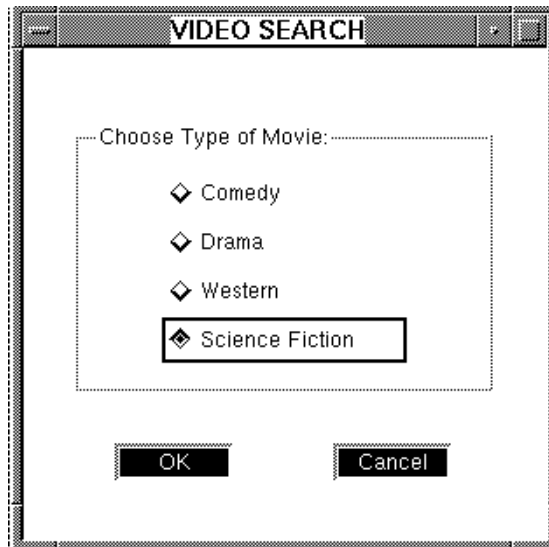 VIDEO SEARCH
Choose Type of Movie:
Comedy
Drama
Western
Science Fiction
OK Cancel